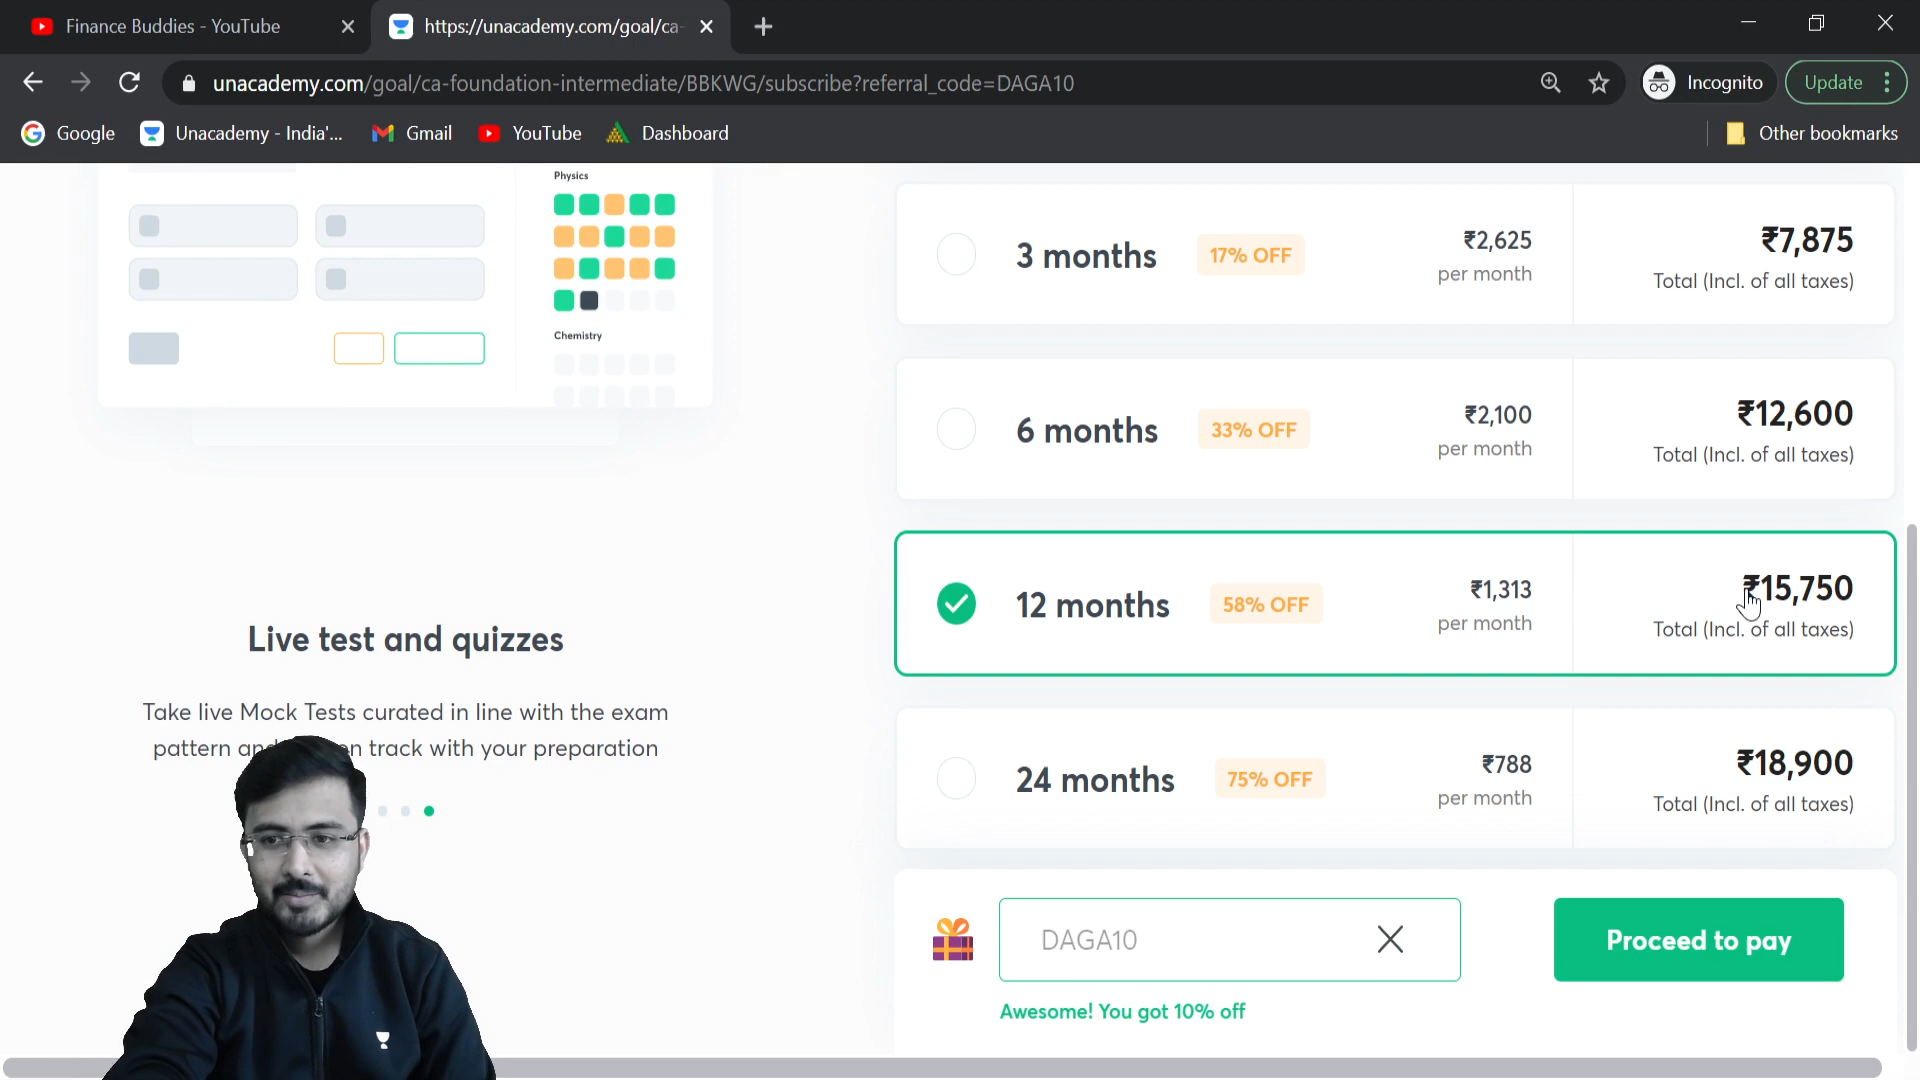 Finance Buddies - YouTube
https://unacademy.com/goal/ca-
unacademy.com/goal/ca-foundation-intermediate/BBKWG/subscribe?referral_code=DAGA10
Incognito
Update
Google
Unacademy - India'...
Gmail
YouTube
Dashboard
Other bookmarks
Physics
Chemistry
Live test and quizzes
Take live Mock Tests curated in line with the exam
pattern and on track with your preparation
3 months
17% OFF
₹2,625
per month
₹7,875
Total (Incl. of all taxes)
6 months
33% OFF
₹2,100
per month
₹12,600
Total (Incl. of all taxes)
12 months
58% OFF
₹1,313
per month
₹15,750
Total (Incl. of all taxes)
24 months
75% OFF
₹788
per month
₹18,900
Total (Incl. of all taxes)
DAGA10
Proceed to pay
Awesome! You got 10% off